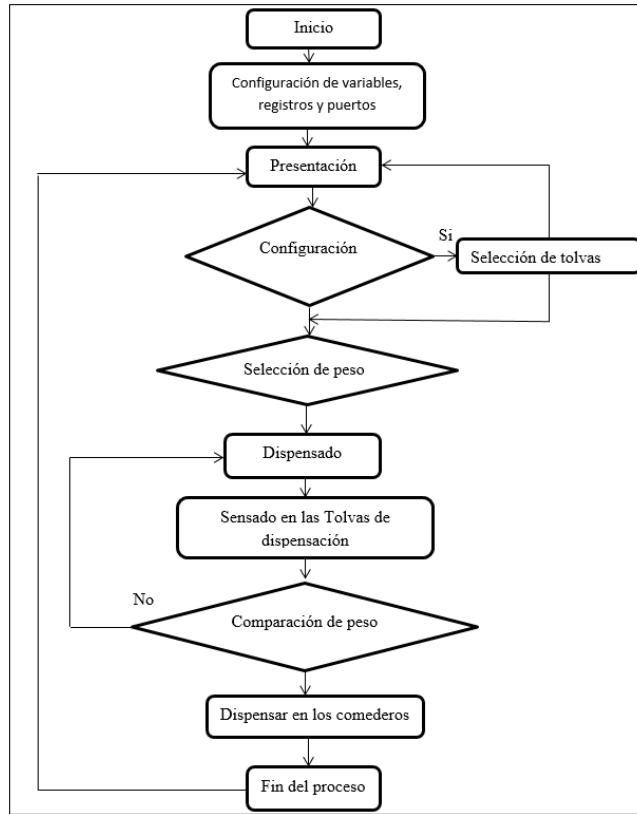 Inicio
Configuración de variables,
registros y puertos
Presentación
Configuración
Si
Selección de tolvas
Selección de peso
Dispensado
Sensado en las Tolvas de
dispensación
No
Comparación de peso
Dispensar en los comederos
Fin del proceso